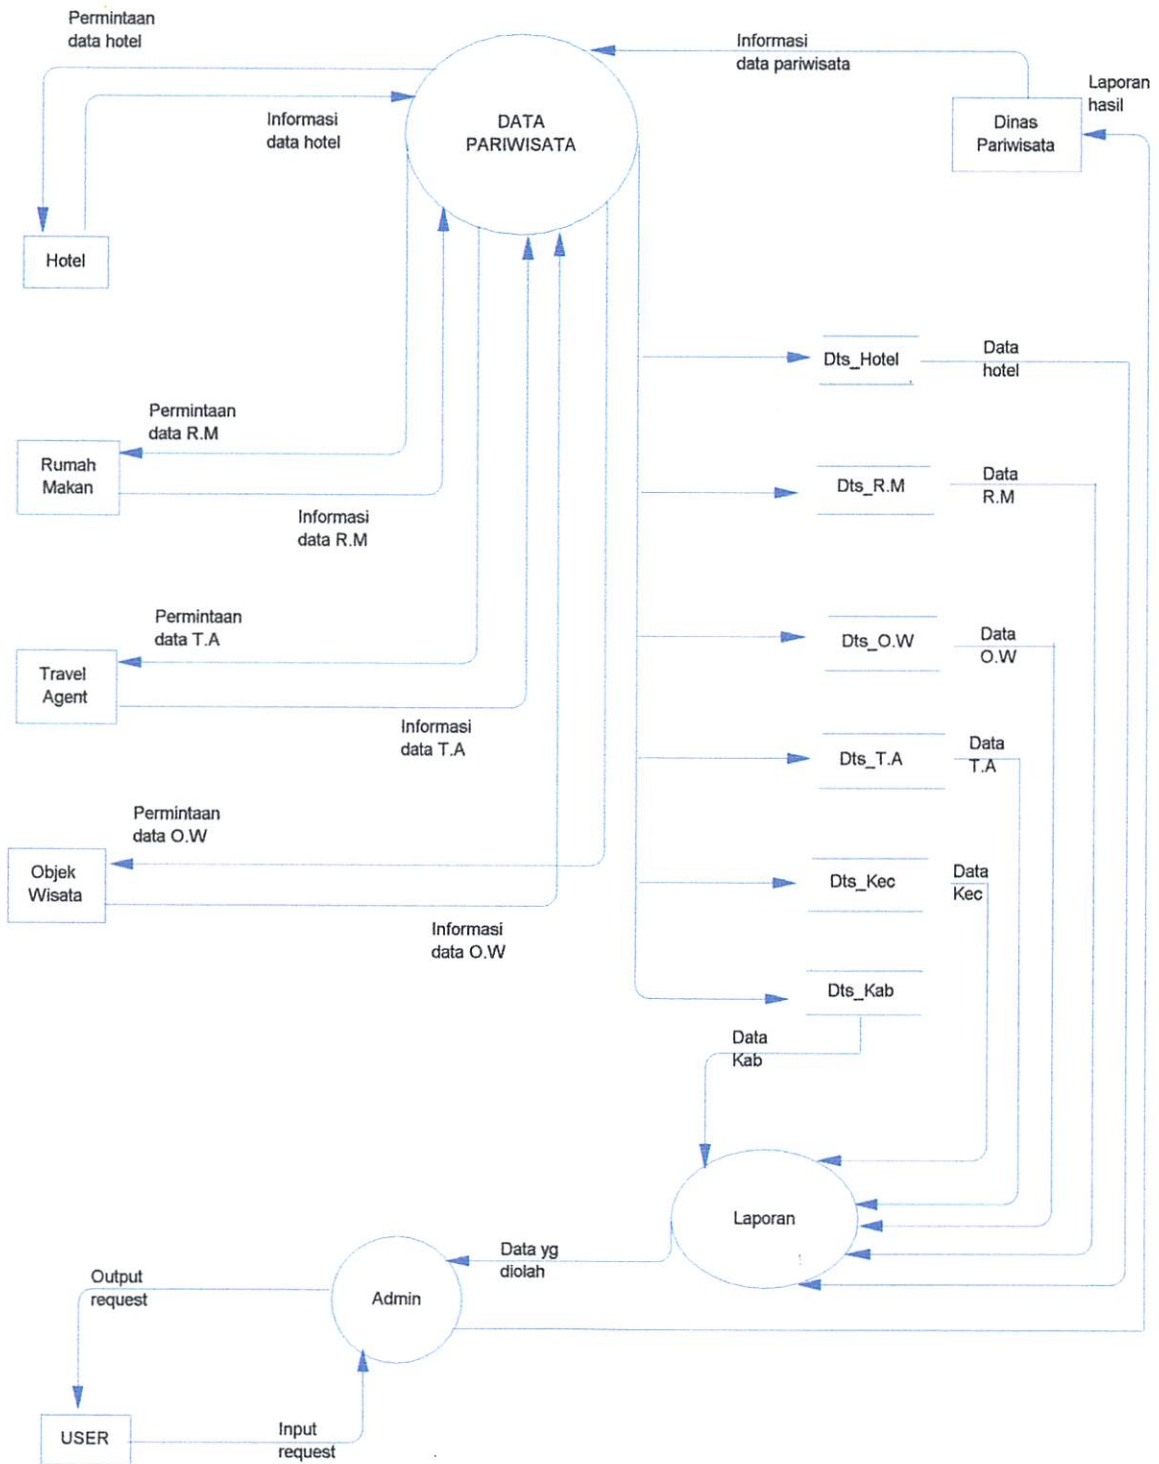 Permintaan
data hotel
Informasi
data pariwisata
Laporan
hasil
Informasi
data hotel
DATA
PARIWISATA
Dinas
Pariwisata
Hotel
Dts_Hotel
Data
hotel
Permintaan
data R.M
Rumah
Makan
Informasi
data R.M
Dts_R.M
Data
R.M
Permintaan
data T.A
Travel
Agent
Informasi
data T.A
Dts_O.W
Data
O.W
Dts_T.A
Data
T.A
Permintaan
data O.W
Objek
Wisata
Informasi
data O.W
Dts_Kec
Data
Kec
Dts_Kab
Data
Kab
Laporan
Data yg
diolah
Admin
Output
request
USER
Input
request